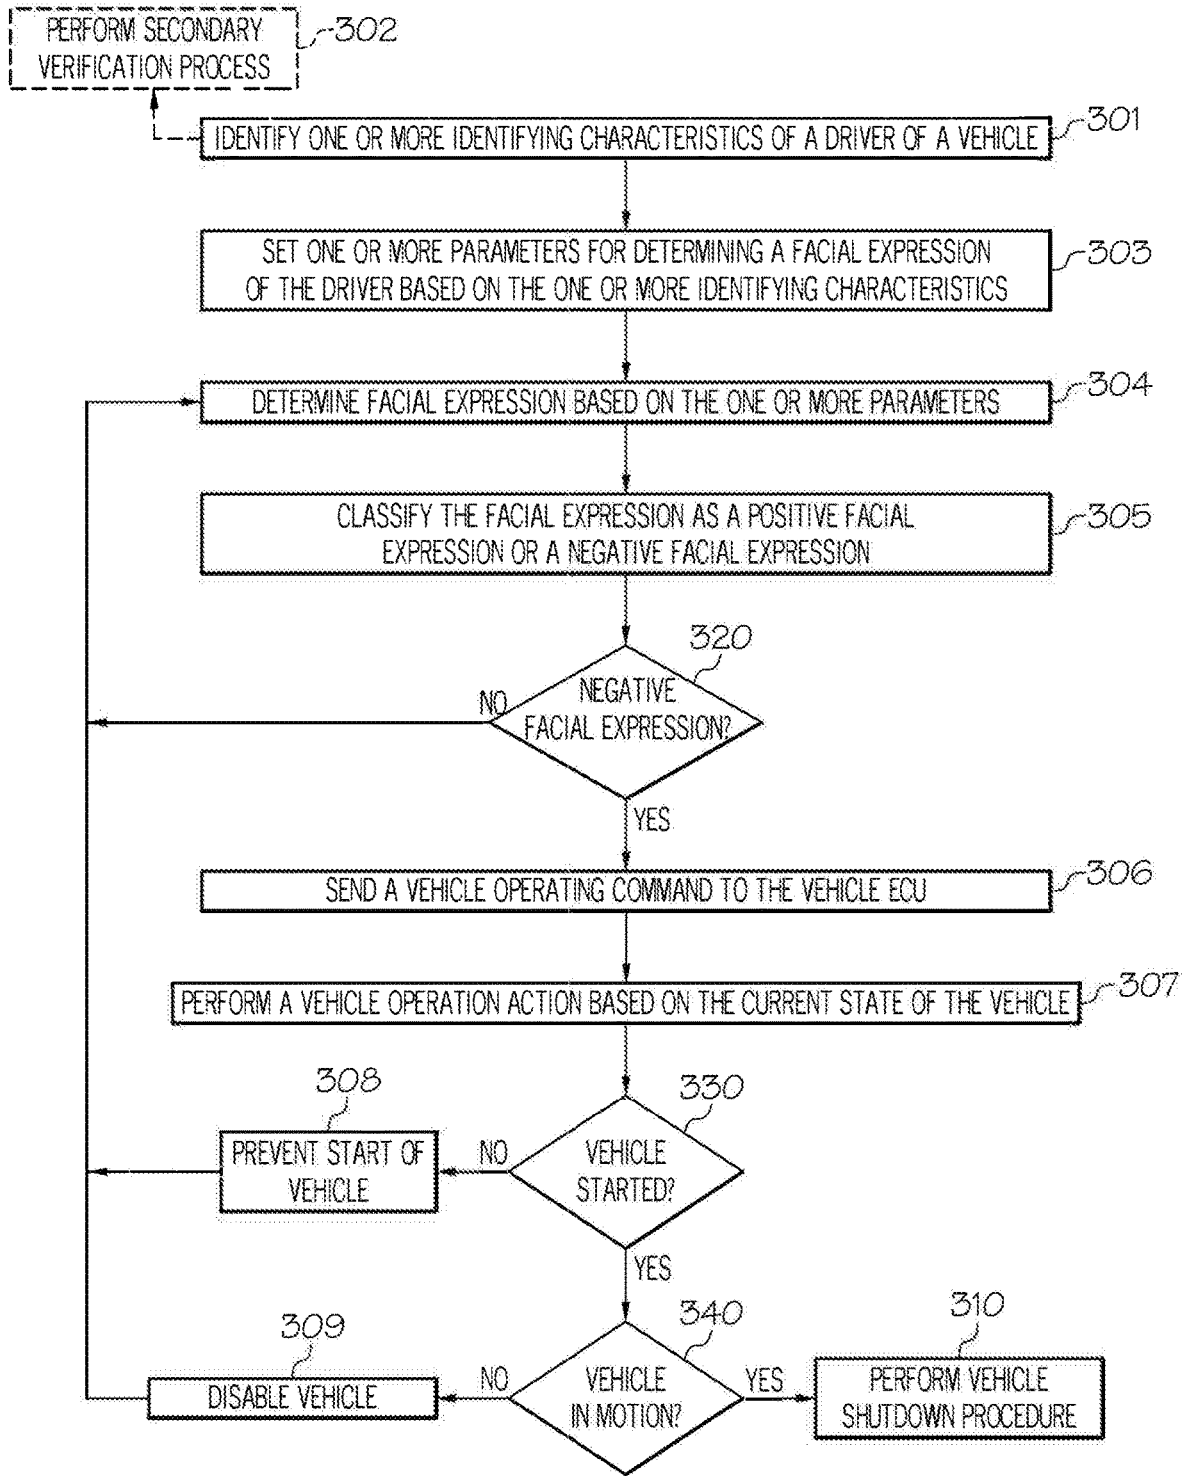 PERFORM SECONDARY
VERIFICATION PROCESS
302
IDENTIFY ONE OR MORE IDENTIFYING CHARACTERISTICS OF A DRIVER OF A VEHICLE
301
SET ONE OR MORE PARAMETERS FOR DETERMINING A FACIAL EXPRESSION
OF THE DRIVER BASED ON THE ONE OR MORE IDENTIFYING CHARACTERISTICS
303
DETERMINE FACIAL EXPRESSION BASED ON THE ONE OR MORE PARAMETERS
304
CLASSIFY THE FACIAL EXPRESSION AS A POSITIVE FACIAL
EXPRESSION OR A NEGATIVE FACIAL EXPRESSION
305
320
NEGATIVE
FACIAL EXPRESSION?
NO
YES
SEND A VEHICLE OPERATING COMMAND TO THE VEHICLE ECU
306
PERFORM A VEHICLE OPERATION ACTION BASED ON THE CURRENT STATE OF THE VEHICLE
307
308
PREVENT START OF
VEHICLE
NO
330
VEHICLE
STARTED?
YES
309
DISABLE VEHICLE
NO
340
VEHICLE
IN MOTION?
YES
310
PERFORM VEHICLE
SHUTDOWN PROCEDURE